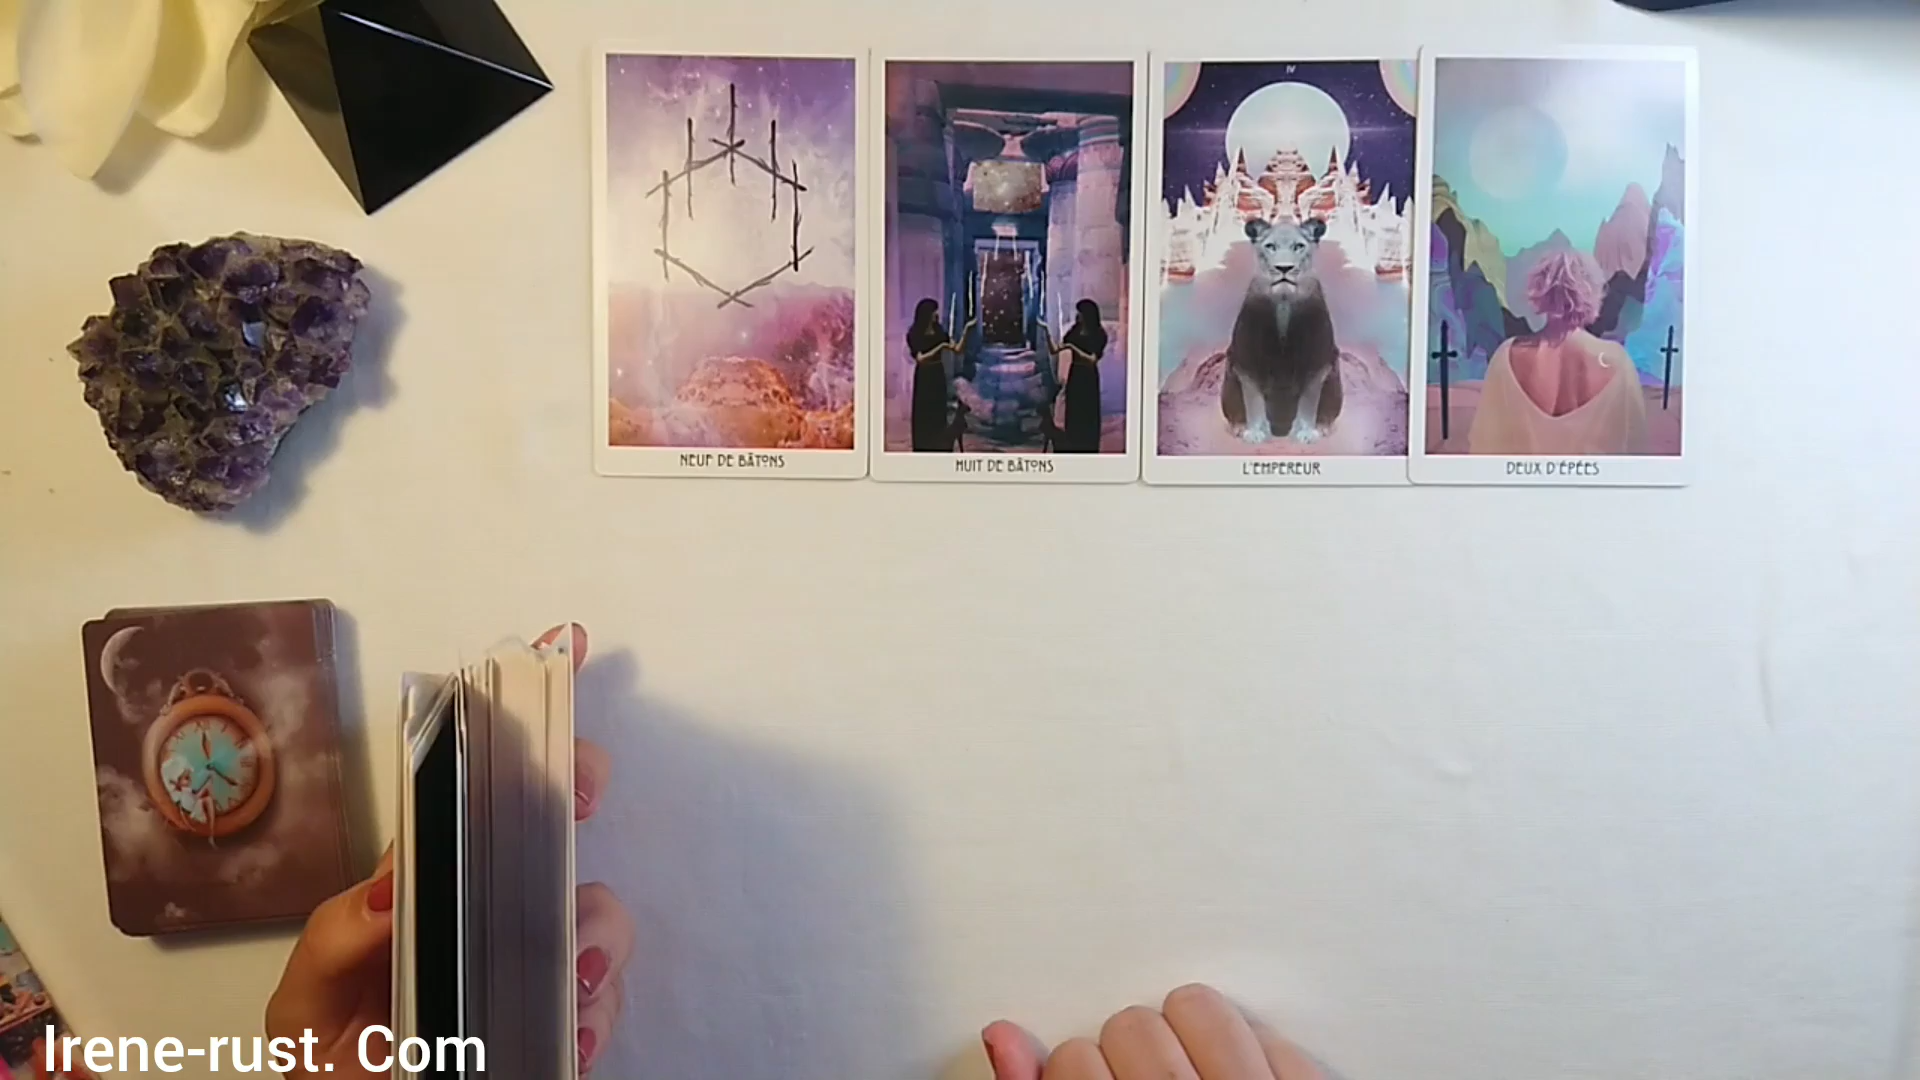 IV
NEUF DE BÂTONS
HUIT DE BÂTONS
L'EMPEREUR
DEUX D'ÉPÉES
Irene-rust. Com